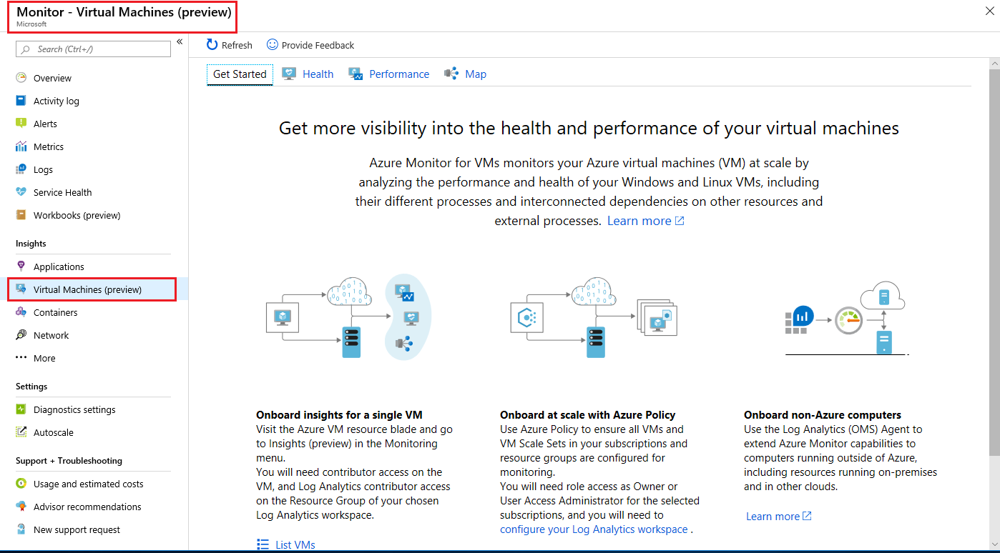 Monitor - Virtual Machines (preview)
Microsoft
Search (Ctrl+/)
Overview
Activity log
Alerts
Metrics
Logs
Service Health
Workbooks (preview)
Insights
Applications
Virtual Machines (preview)
Containers
Network
More
Settings
Diagnostics settings
Autoscale
Support + Troubleshooting
Usage and estimated costs
Advisor recommendations
New support request
Refresh
Provide Feedback
Get Started
Health
Performance
Map
Get more visibility into the health and performance of your virtual machines
Azure Monitor for VMs monitors your Azure virtual machines (VM) at scale by
analyzing the performance and health of your Windows and Linux VMs, including
their different processes and interconnected dependencies on other resources and
external processes. Learn more
Onboard insights for a single VM
Visit the Azure VM resource blade and go
to Insights (preview) in the Monitoring
menu.
You will need contributor access on the
VM, and Log Analytics contributor access
on the Resource Group of your chosen
Log Analytics workspace.
List VMs
Onboard at scale with Azure Policy
Use Azure Policy to ensure all VMs and
VM Scale Sets in your subscriptions and
resource groups are configured for
monitoring.
You will need role access as Owner or
User Access Administrator for the selected
subscriptions, and you will need to
configure your Log Analytics workspace .
Onboard non-Azure computers
Use the Log Analytics (OMS) Agent to
extend Azure Monitor capabilities to
computers running outside of Azure,
including resources running on-premises
and in other clouds.
Learn more